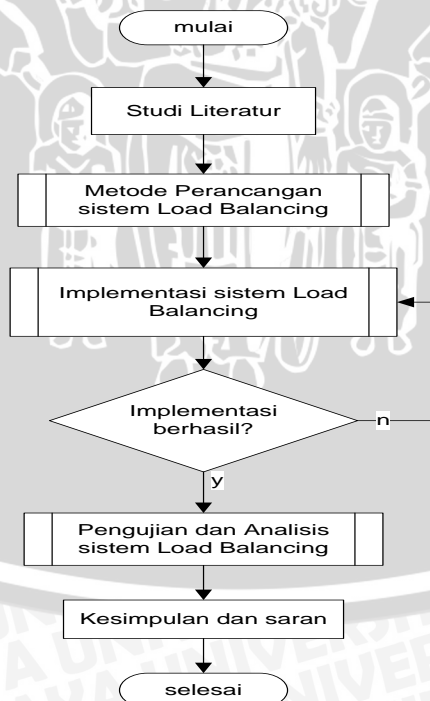 mulai
Studi Literatur
Metode Perancangan
sistem Load Balancing
Implementasi sistem Load
Balancing
Implementasi
berhasil?
n
y
Pengujian dan Analisis
sistem Load Balancing
Kesimpulan dan saran
selesai